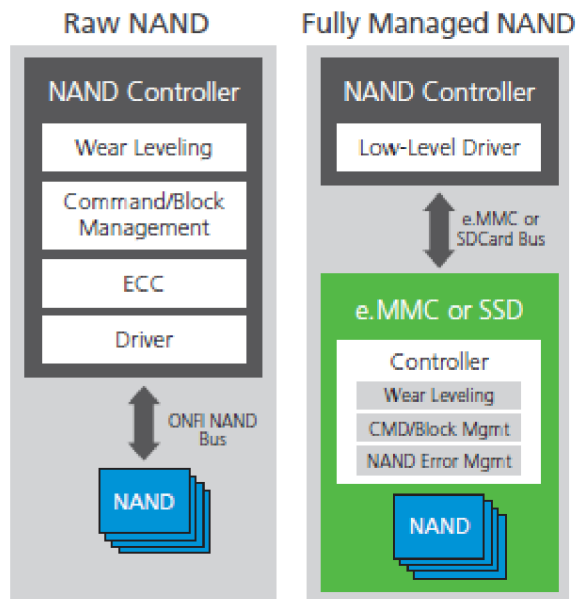 Raw NAND
NAND Controller
Wear Leveling
Command/Block
Management
ECC
Driver
ONFI NAND
Bus
NAND
Fully Managed NAND
NAND Controller
Low-Level Driver
e.MMC or
SDCard Bus
e.MMC or SSD
Controller
Wear Leveling
CMD/Block Mgmt
NAND Error Mgmt
NAND